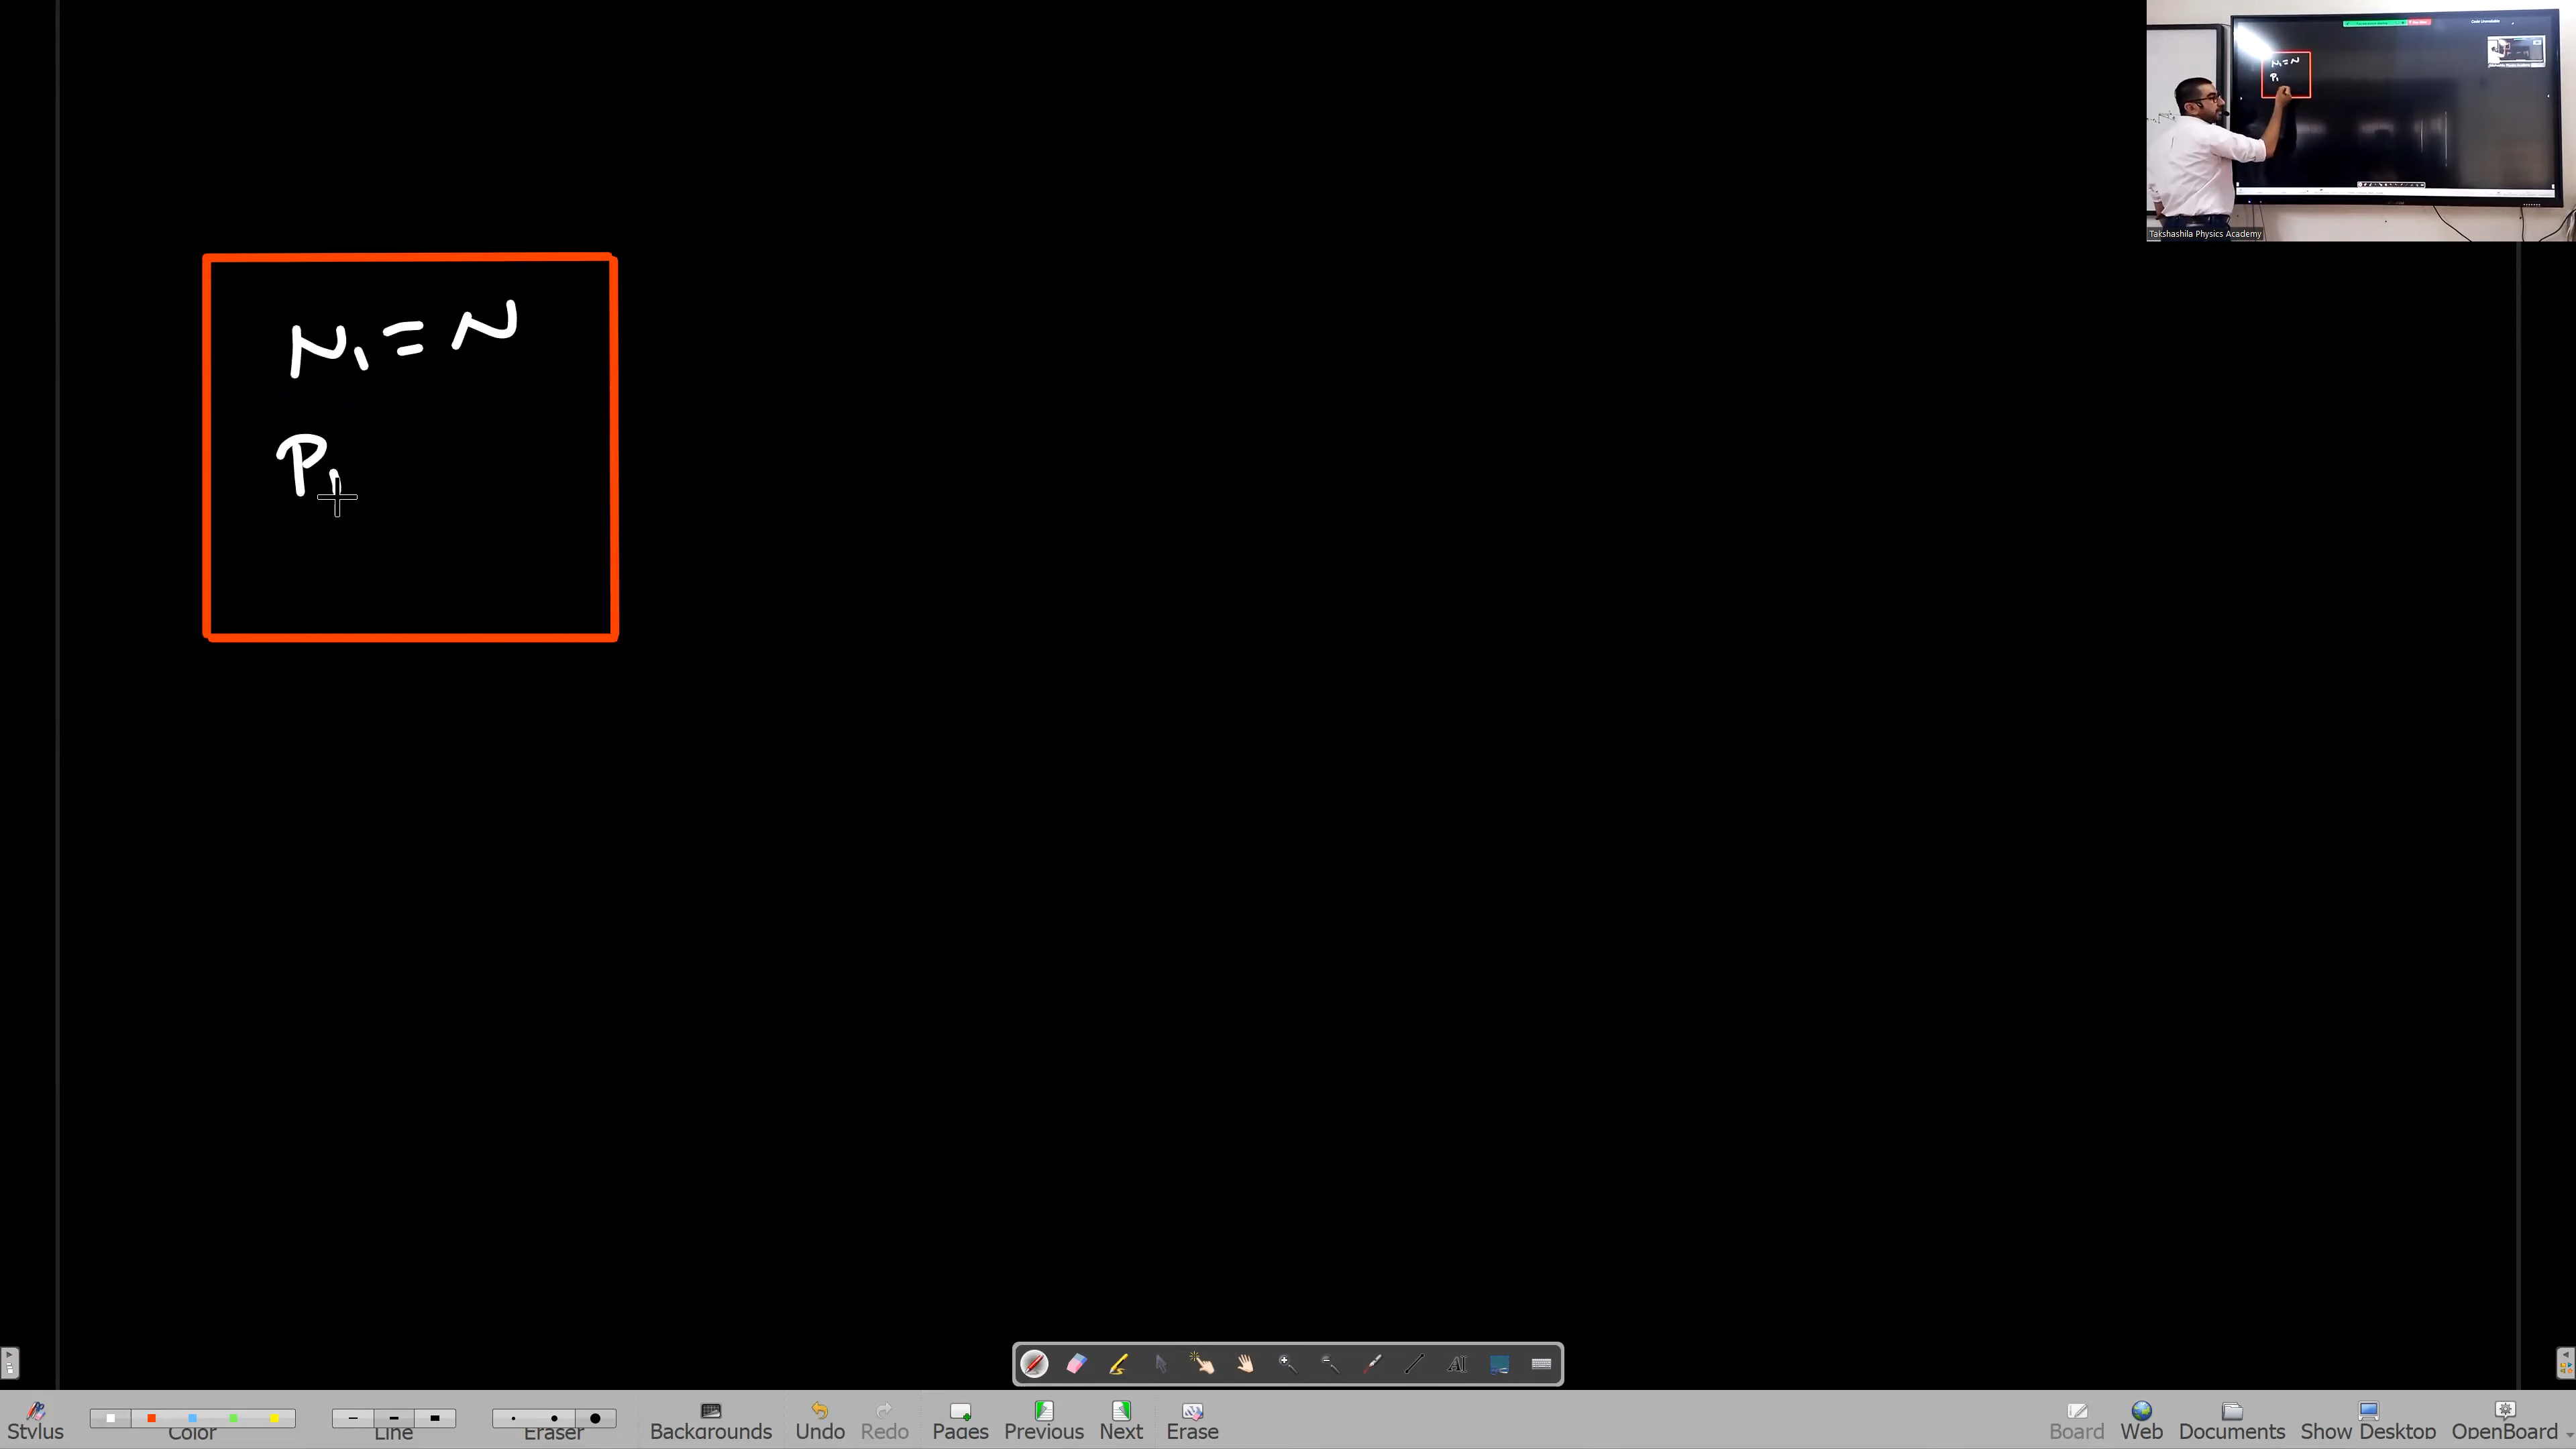 Takshashila Physics Academy
N₁ = N
P₁
Stylus Color Line Eraser Backgrounds Undo Redo Pages Previous Next Erase Board Web Documents Show Desktop OpenBoard